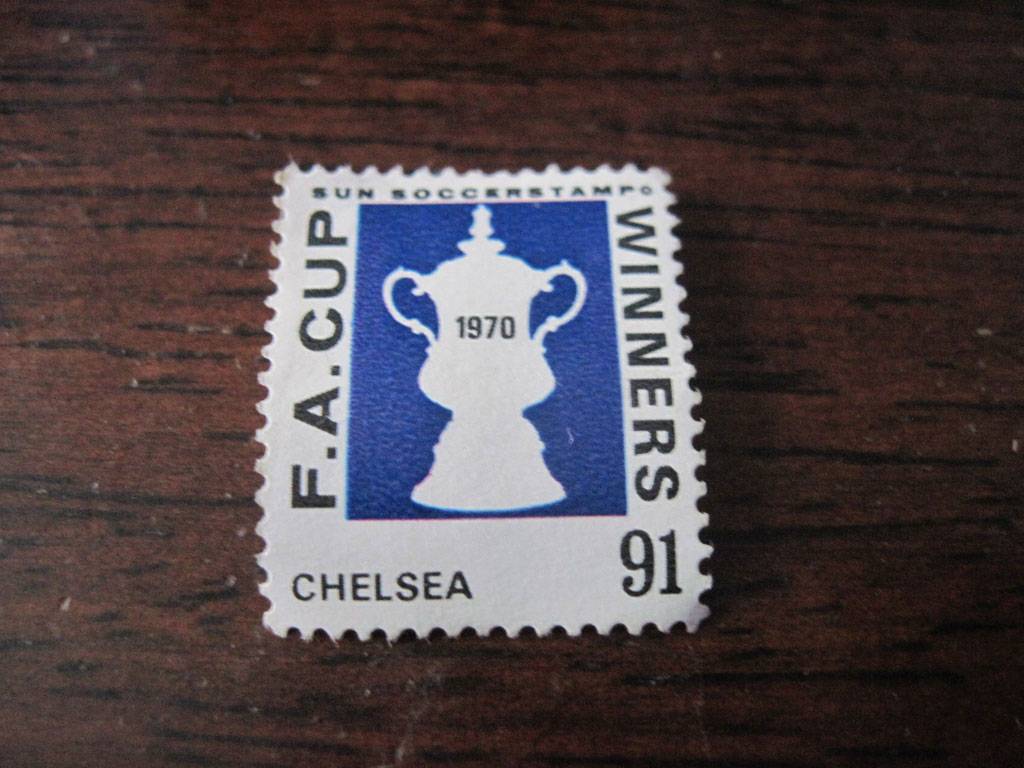 SUN SOCCERSTAMPS
F.A.CUP
1970
WINNERS
CHELSEA
91